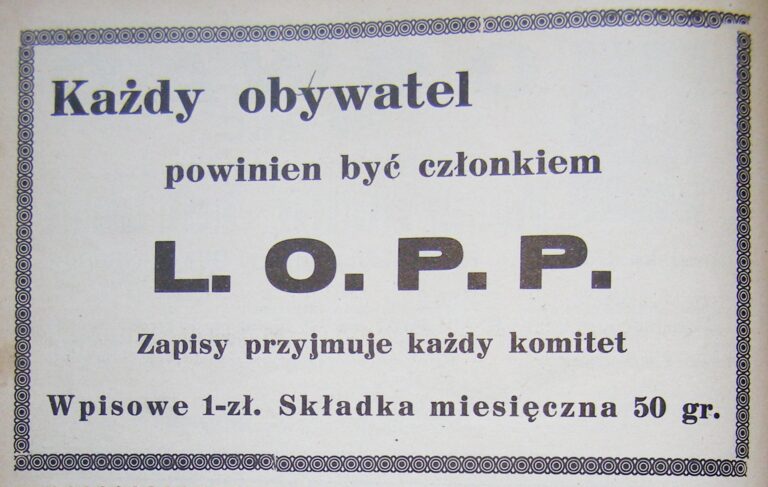 Każdy obywatel
powinien być członkiem
L. O. P. P.
Zapisy przyjmuje każdy komitet
Wpisowe 1-zł. Składka miesięczna 50 gr.